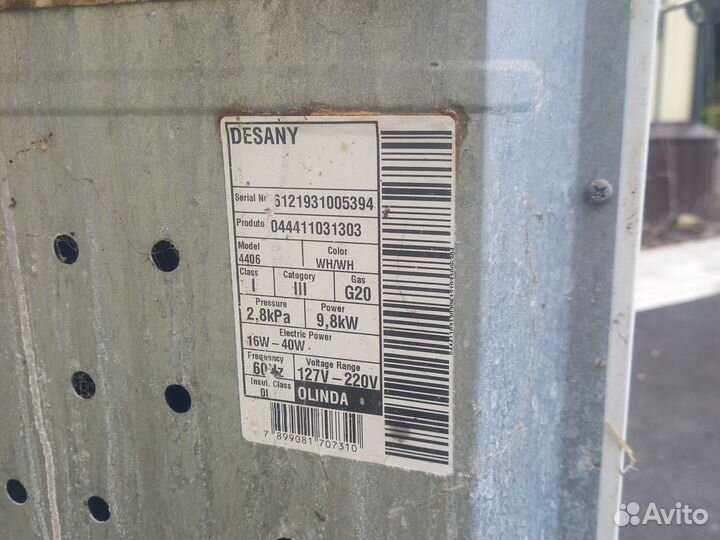 DESANY
Serial No 6121931005394
Produto 044411031303
Model Color
4406 WH/WH
Class Category Gas
I III G20
Pressure Power
2,8kPa 9,8kW
Electric Power
16W-40W
Frequency Voltage Range
60Hz 127V-220V
Insul. Class
0I OLINDA
7 899081 707310
Avito